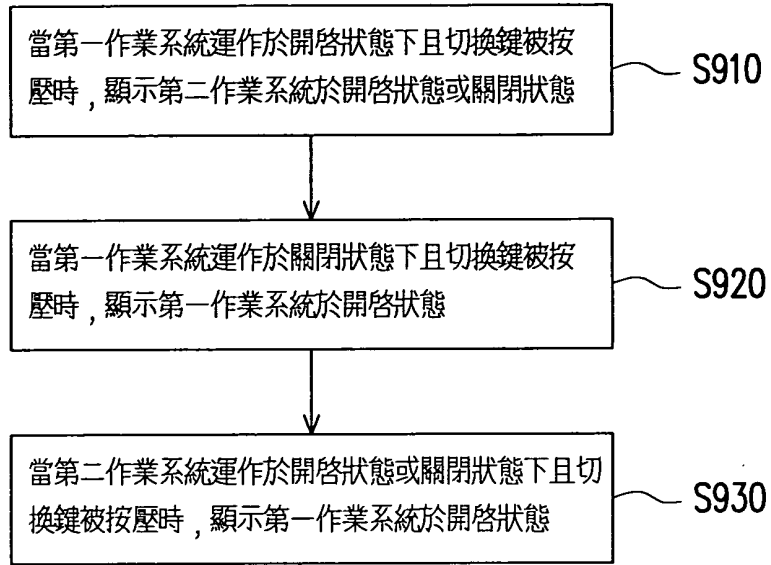 當第一作業系統運作於開啓狀態下且切換鍵被按
壓時,顯示第二作業系統於開啓狀態或關閉狀態
S910
當第一作業系統運作於關閉狀態下且切換鍵被按
壓時,顯示第一作業系統於開啓狀態
S920
當第二作業系統運作於開啓狀態或關閉狀態下且切
換鍵被按壓時,顯示第一作業系統於開啓狀態
S930